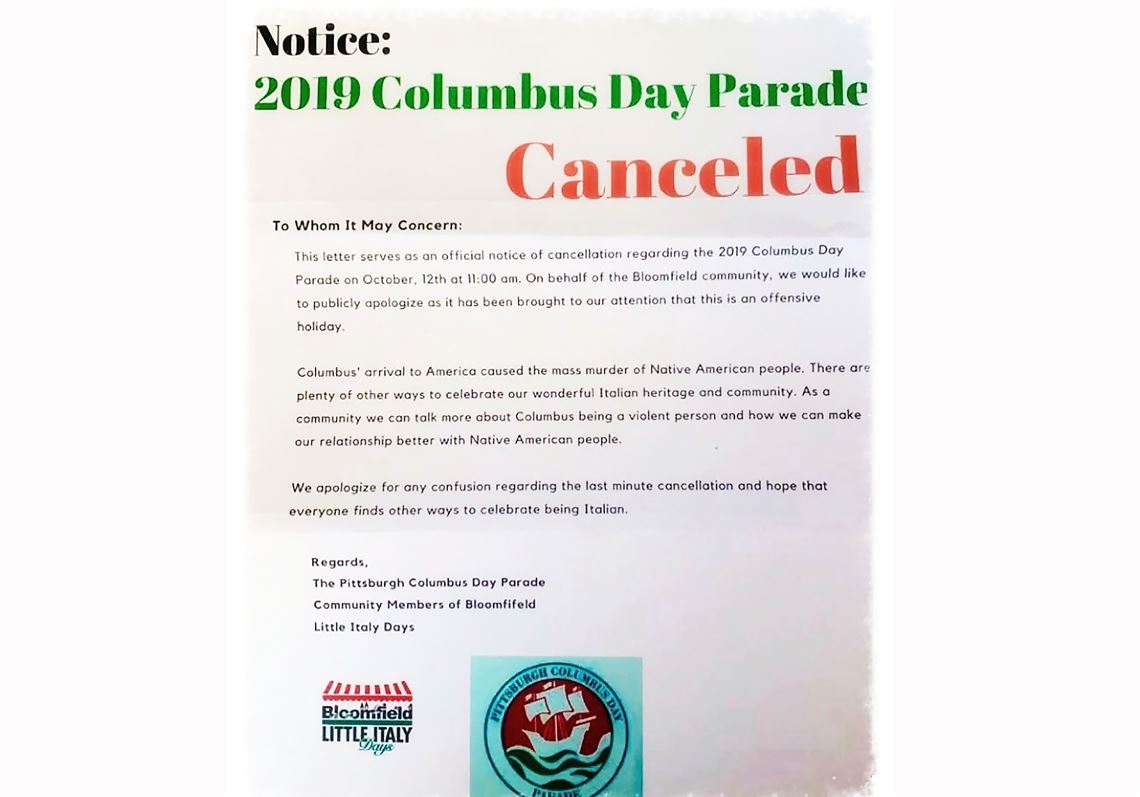 Notice:
2019 Columbus Day Parade
Canceled
To Whom It May Concern:
This letter serves as an official notice of cancellation regarding the 2019 Columbus Day
Parade on October, 12th at 11:00 am. On behalf of the Bloomfield community, we would like
to publicly apologize as it has been brought to our attention that this is an offensive
holiday.
Columbus' arrival to America caused the mass murder of Native American people. There are
plenty of other ways to celebrate our wonderful Italian heritage and community. As a
community we can talk more about Columbus being a violent person and how we can make
our relationship better with Native American people.
We apologize for any confusion regarding the last minute cancellation and hope that
everyone finds other ways to celebrate being Italian.
Regards,
The Pittsburgh Columbus Day Parade
Community Members of Bloomfifeld
Little Italy Days
Bloomfield
LITTLE ITALY
Days
PITTSBURGH COLUMBUS DAY
PARADE